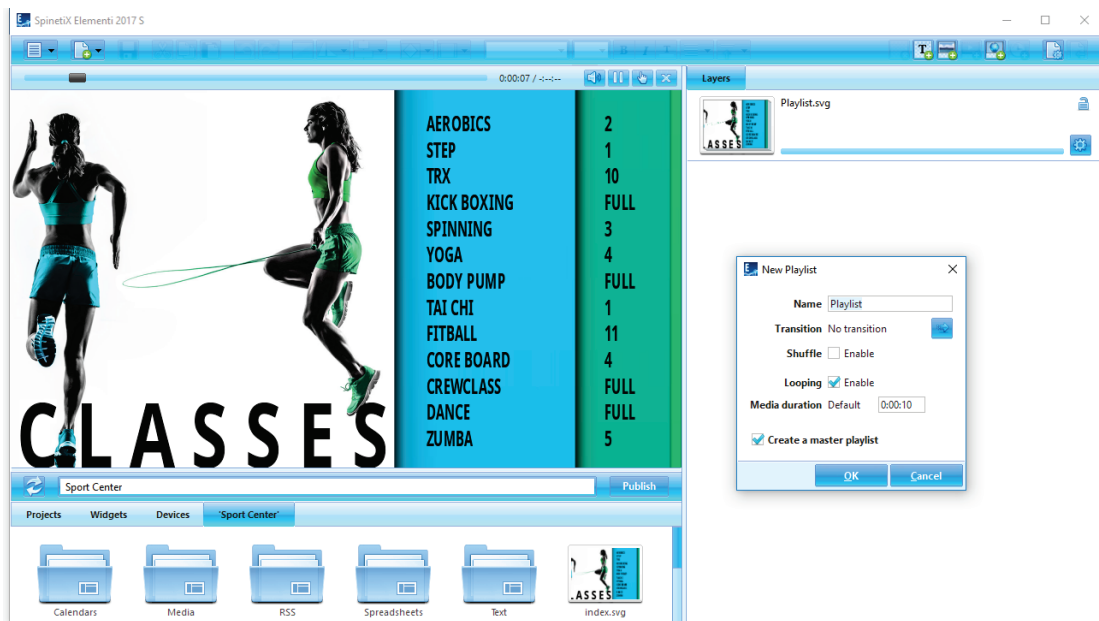 SpinetiX Elementi 2017 S
0:00:07 / -:--:--
Layers
Playlist.svg
ASSES
AEROBICS 2
STEP 1
TRX 10
KICK BOXING FULL
SPINNING 3
YOGA 4
BODY PUMP FULL
TAI CHI 1
FITBALL 11
CORE BOARD 4
CREWCLASS FULL
DANCE FULL
ZUMBA 5
CLASSES
New Playlist
Name Playlist
Transition No transition
Shuffle Enable
Looping Enable
Media duration Default 0:00:10
Create a master playlist
OK Cancel
Sport Center Publish
Projects Widgets Devices 'Sport Center'
.ASSES
Calendars Media RSS Spreadsheets Text index.svg